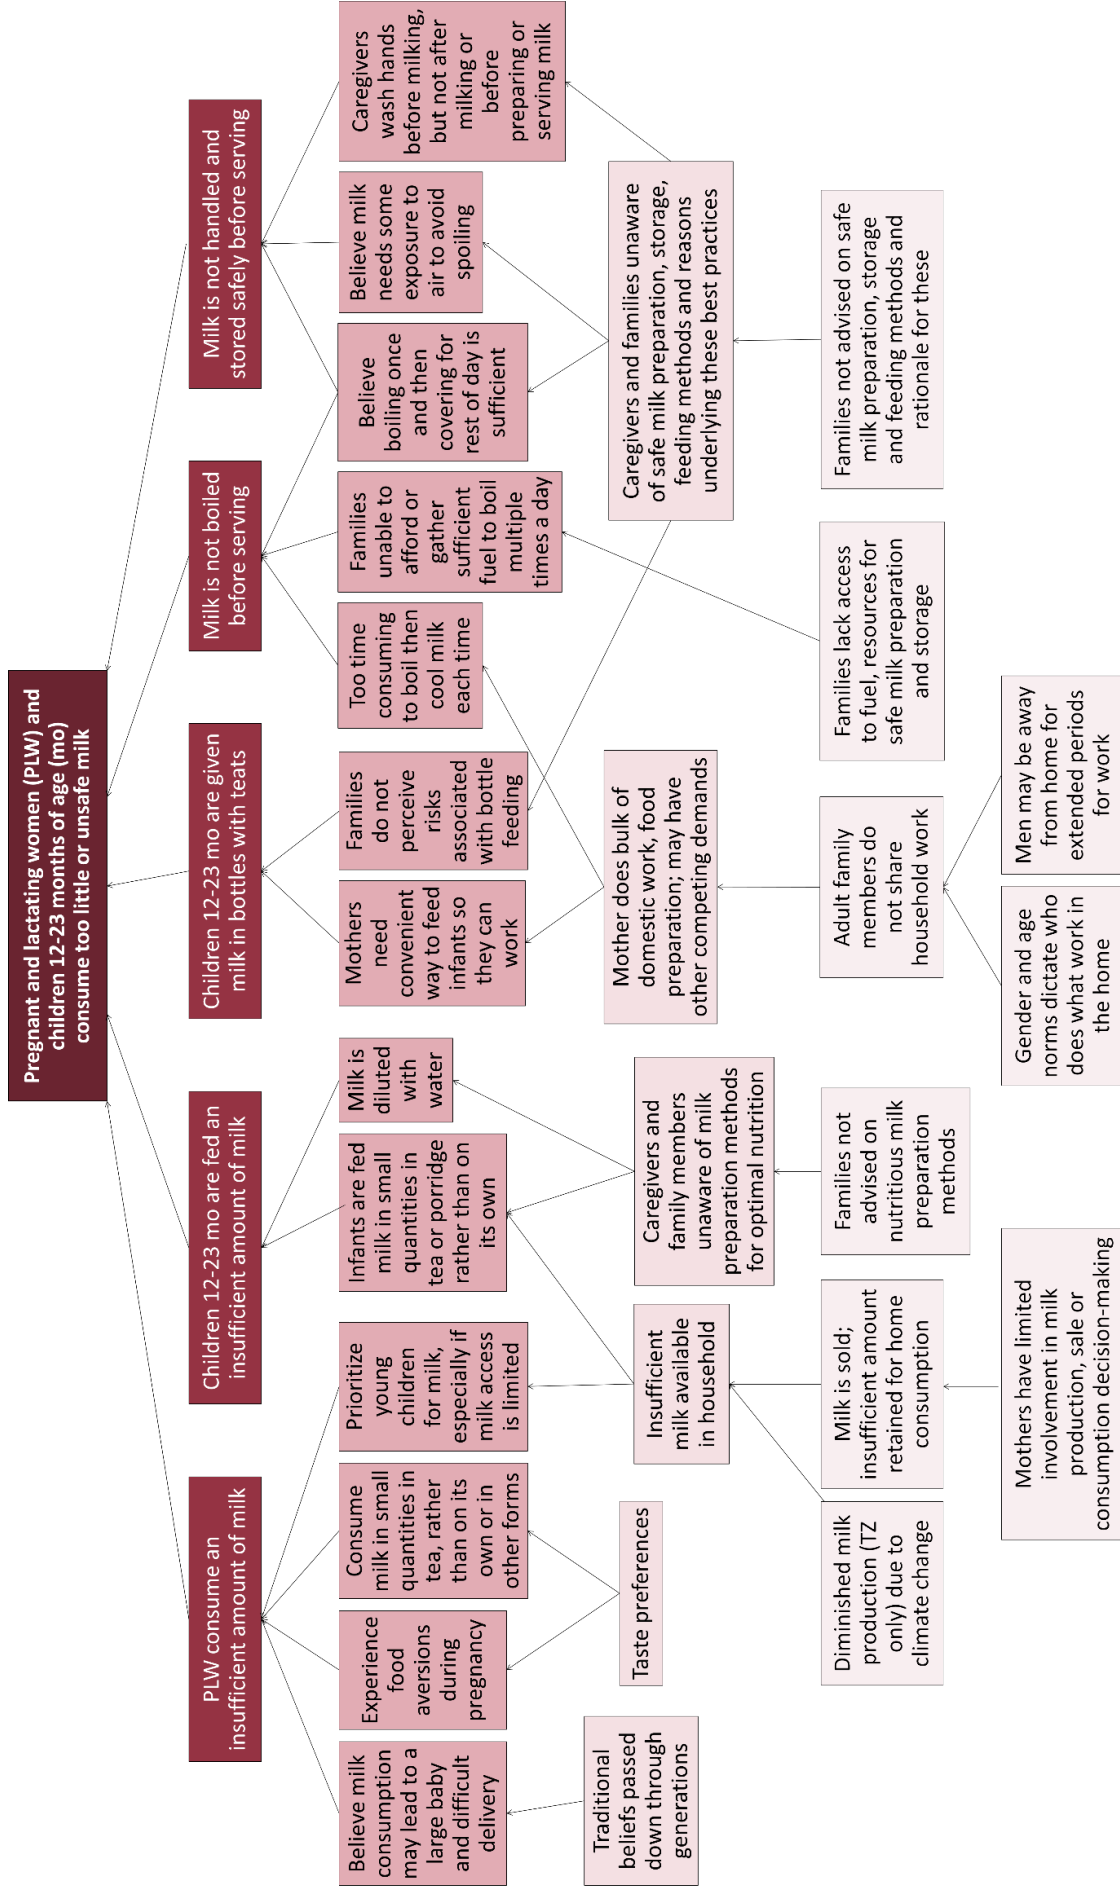 Pregnant and lactating women (PLW) and
children 12-23 months of age (mo)
consume too little or unsafe milk
PLW consume an
insufficient amount of milk
Children 12-23 mo are fed an
insufficient amount of milk
Children 12-23 mo are given
milk in bottles with teats
Milk is not boiled
before serving
Milk is not handled and
stored safely before serving
Believe milk
consumption
may lead to a
large baby
and difficult
delivery
Experience
food
aversions
during
pregnancy
Consume
milk in small
quantities in
tea, rather
than on its
own or in
other forms
Prioritize
young
children
for milk,
especially if
milk access
is limited
Infants are fed
milk in small
quantities in
tea or porridge
rather than on
its own
Milk is
diluted
with
water
Mothers
need
convenient
way to feed
infants so
they can
work
Families
do not
perceive
risks
associated
with bottle
feeding
Too time
consuming
to boil then
cool milk
each time
Families
unable to
afford or
gather
sufficient
fuel to boil
multiple
times a day
Believe
boiling once
and then
covering for
rest of day is
sufficient
Believe milk
needs some
exposure to
air to avoid
spoiling
Caregivers
wash hands
before milking,
but not after
milking or
before
preparing or
serving milk
Traditional
beliefs passed
down through
generations
Taste preferences
Insufficient
milk available
in household
Caregivers and
family members
unaware of milk
preparation methods
for optimal nutrition
Mother does bulk of
domestic work, food
preparation; may have
other competing demands
Caregivers and families unaware
of safe milk preparation, storage,
feeding methods and reasons
underlying these best practices
Diminished milk
production (TZ
only) due to
climate change
Milk is sold;
insufficient amount
retained for home
consumption
Families not
advised on
nutritious milk
preparation
methods
Adult family
members do
not share
household work
Families lack access
to fuel, resources for
safe milk preparation
and storage
Families not advised on safe
milk preparation, storage
and feeding methods and
rationale for these
Mothers have limited
involvement in milk
production, sale or
consumption decision-making
Gender and age
norms dictate who
does what work in
the home
Men may be away
from home for
extended periods
for work